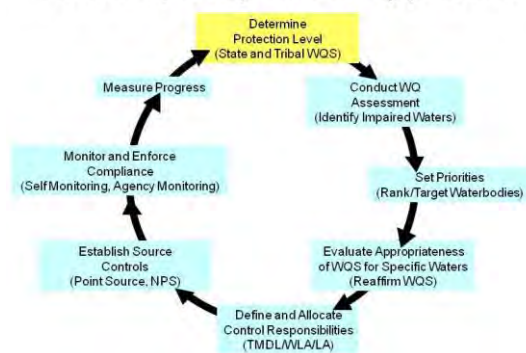 Determine
Protection Level
(State and Tribal WQS)
Conduct WQ
Assessment
(Identify Impaired Waters)
Set Priorities
(Rank/Target Waterbodies)
Evaluate Appropriateness
of WQS for Specific Waters
(Reaffirm WQS)
Define and Allocate
Control Responsibilities
(TMDL/WLA/LA)
Establish Source
Controls
(Point Source, NPS)
Monitor and Enforce
Compliance
(Self Monitoring, Agency Monitoring)
Measure Progress